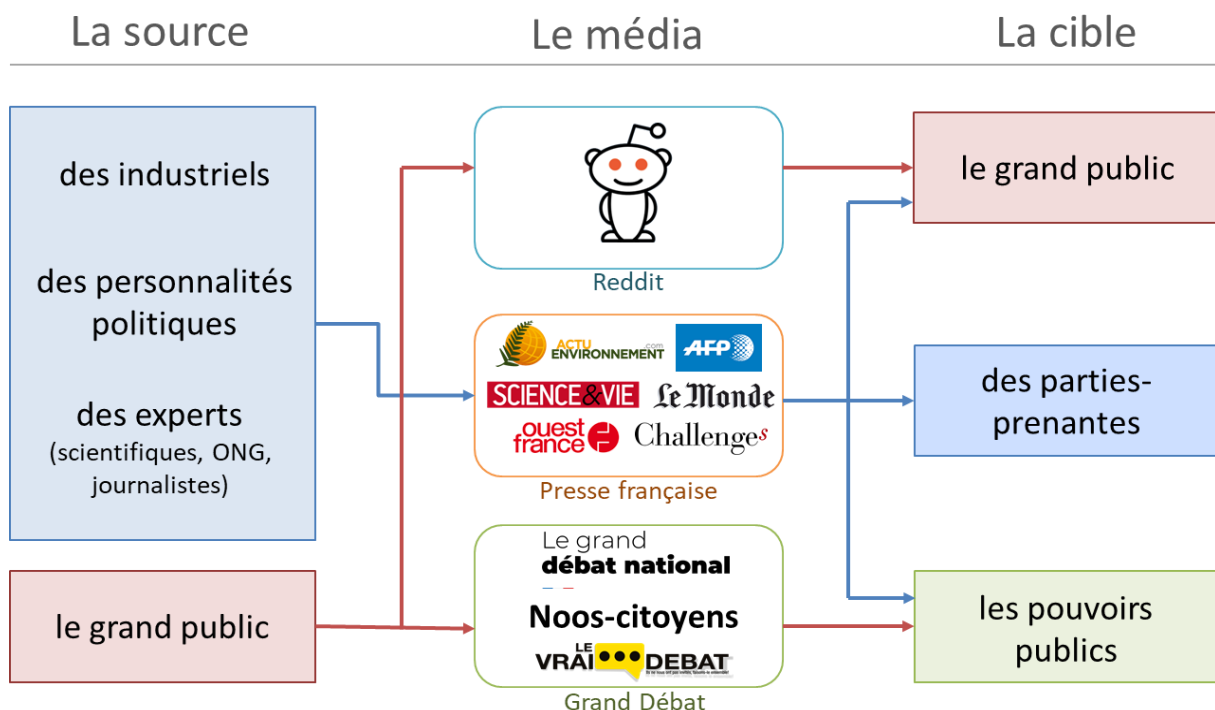 La source
Le média
La cible
des industriels
des personnalités
politiques
des experts
(scientifiques, ONG,
journalistes)
le grand public
Reddit
ACTU
ENVIRONNEMENT
.com
AFP
SCIENCE&VIE
Le Monde
ouest
france
Challenges
Presse française
Le grand
débat national
Noos-citoyens
LE
VRAI DEBAT
Grand Débat
le grand public
des parties-
prenantes
les pouvoirs
publics